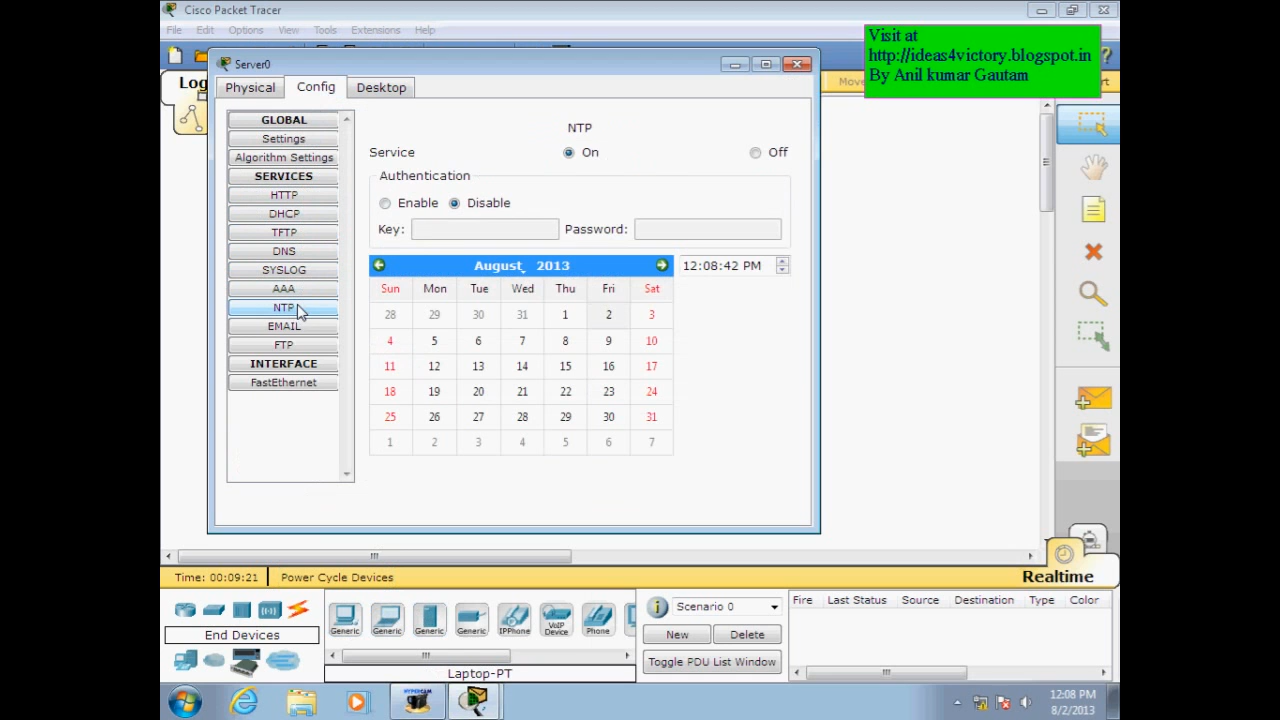 Cisco Packet Tracer
File Edit Options View Tools Extensions Help
Visit at
http://ideas4victory.blogspot.in
By Anil kumar Gautam
Server0
Physical Config Desktop
Log
Move
rt
GLOBAL
Settings
Algorithm Settings
SERVICES
HTTP
DHCP
TFTP
DNS
SYSLOG
AAA
NTP
EMAIL
FTP
INTERFACE
FastEthernet
NTP
Service On Off
Authentication
Enable Disable
Key: Password:
August, 2013 12:08:42 PM
Sun Mon Tue Wed Thu Fri Sat
28 29 30 31 1 2 3
4 5 6 7 8 9 10
11 12 13 14 15 16 17
18 19 20 21 22 23 24
25 26 27 28 29 30 31
1 2 3 4 5 6 7
Time: 00:09:21 Power Cycle Devices
Realtime
End Devices
Generic Generic Generic Generic IPPhone VoIP Device Phone
Laptop-PT
Scenario 0
New Delete
Toggle PDU List Window
Fire Last Status Source Destination Type Color
HYPERCAM
12:08 PM
8/2/2013